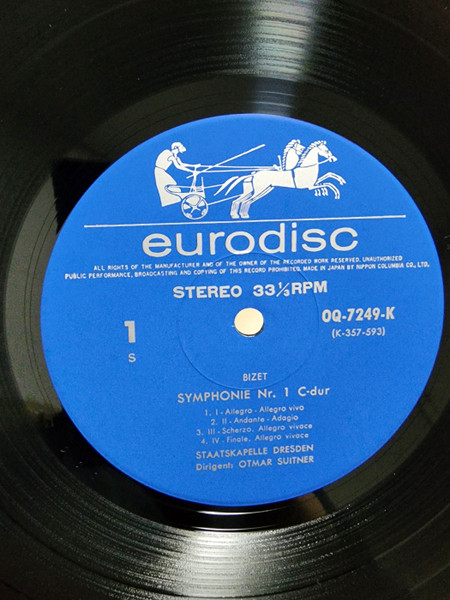 eurodisc
ALL RIGHTS OF THE MANUFACTURER AND OF THE OWNER OF THE RECORDED WORK RESERVED. UNAUTHORIZED
PUBLIC PERFORMANCE, BROADCASTING AND COPYING OF THIS RECORD PROHIBITED. MADE IN JAPAN BY NIPPON COLUMBIA CO., LTD.
STEREO 33⅓RPM
1
S
OQ-7249-K
(K-357-593)
BIZET
SYMPHONIE Nr. 1 C-dur
1. I - Allegro - Allegro vivo
2. II - Andante - Adagio
3. III - Scherzo. Allegro vivace
4. IV - Finale. Allegro vivace
STAATSKAPELLE DRESDEN
Dirigent: OTMAR SUITNER